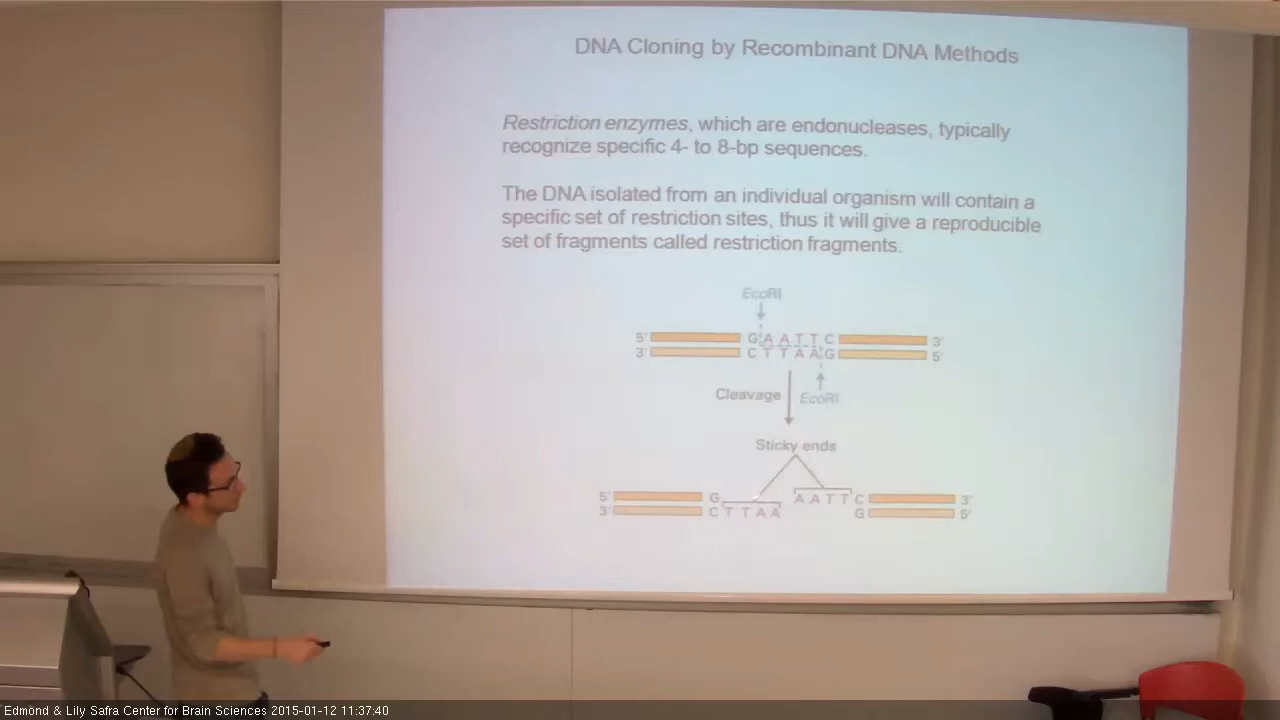 DNA Cloning by Recombinant DNA Methods
Restriction enzymes, which are endonucleases, typically
recognize specific 4- to 8-bp sequences.
The DNA isolated from an individual organism will contain a
specific set of restriction sites, thus it will give a reproducible
set of fragments called restriction fragments.
EcoRI
5' G A A T T C 3'
3' C T T A A G 5'
Cleavage EcoRI
Sticky ends
5' G A A T T C 3'
3' C T T A A G 5'
Edmond & Lily Safra Center for Brain Sciences 2015-01-12 11:37:40